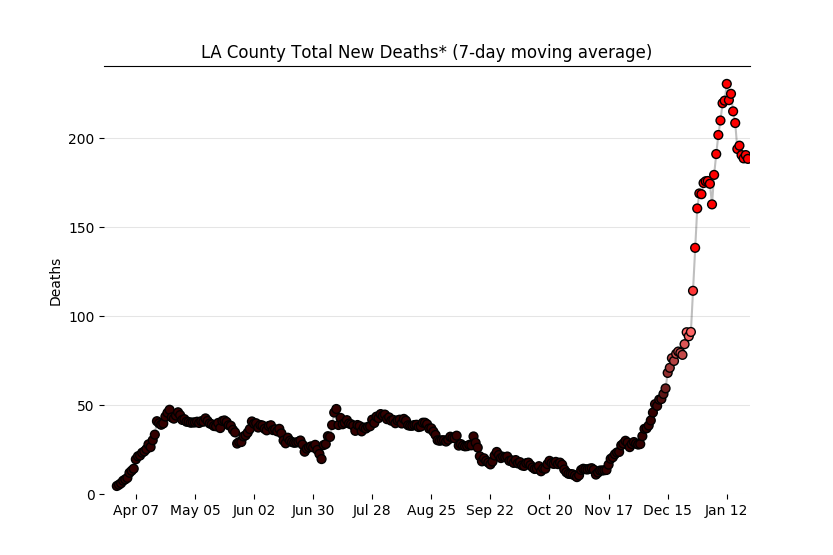 LA County Total New Deaths* (7-day moving average)
Deaths
200
150
100
50
0
Apr 07 May 05 Jun 02 Jun 30 Jul 28 Aug 25 Sep 22 Oct 20 Nov 17 Dec 15 Jan 12